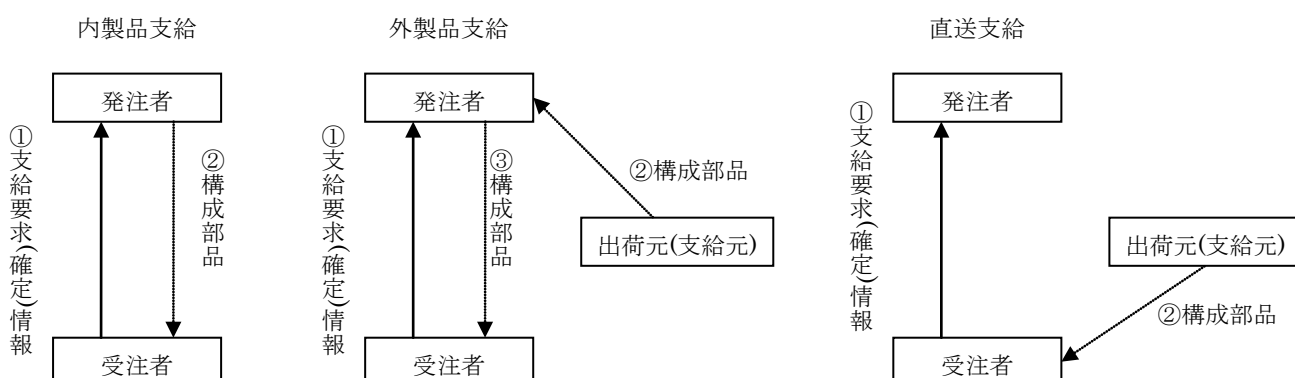 内製品支給
発注者
①支給要求(確定)情報
②構成部品
受注者
外製品支給
発注者
①支給要求(確定)情報
③構成部品
②構成部品
出荷元(支給元)
受注者
直送支給
発注者
①支給要求(確定)情報
出荷元(支給元)
②構成部品
受注者